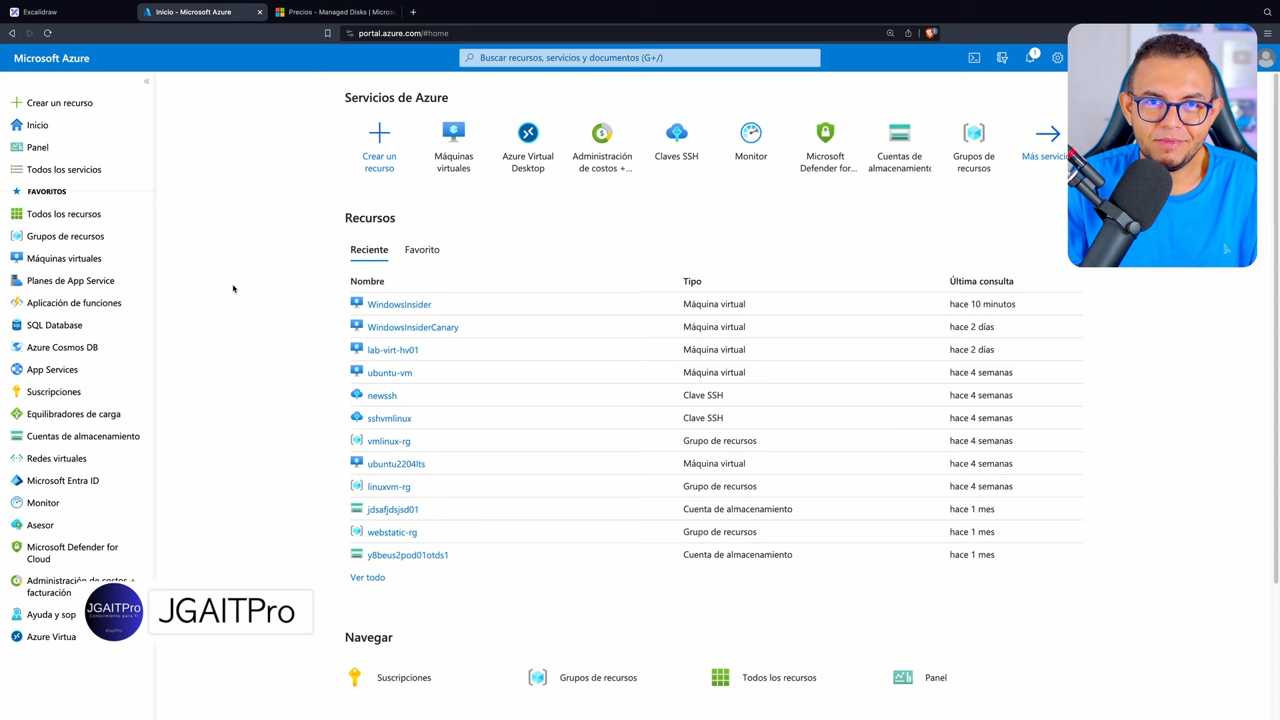 Excalidraw
Inicio - Microsoft Azure
Precios - Managed Disks | Micros
portal.azure.com/#home
Microsoft Azure
Buscar recursos, servicios y documentos (G+/)
1
Crear un recurso
Inicio
Panel
Todos los servicios
FAVORITOS
Todos los recursos
Grupos de recursos
Máquinas virtuales
Planes de App Service
Aplicación de funciones
SQL Database
Azure Cosmos DB
App Services
Suscripciones
Equilibradores de carga
Cuentas de almacenamiento
Redes virtuales
Microsoft Entra ID
Monitor
Asesor
Microsoft Defender for
Cloud
Administración de costos +
facturación
Ayuda y sop
Azure Virtua
Servicios de Azure
Crear un
recurso
Máquinas
virtuales
Azure Virtual
Desktop
Administración
de costos +...
Claves SSH
Monitor
Microsoft
Defender for...
Cuentas de
almacenamiento
Grupos de
recursos
Más servici
Recursos
Reciente Favorito
Nombre Tipo Última consulta
WindowsInsider Máquina virtual hace 10 minutos
WindowsInsiderCanary Máquina virtual hace 2 días
lab-virt-hv01 Máquina virtual hace 2 días
ubuntu-vm Máquina virtual hace 4 semanas
newssh Clave SSH hace 4 semanas
sshvmlinux Clave SSH hace 4 semanas
vmlinux-rg Grupo de recursos hace 4 semanas
ubuntu2204lts Máquina virtual hace 4 semanas
linuxvm-rg Grupo de recursos hace 4 semanas
jdsafjdsjsd01 Cuenta de almacenamiento hace 1 mes
webstatic-rg Grupo de recursos hace 1 mes
y8beus2pod01otds1 Cuenta de almacenamiento hace 1 mes
Ver todo
Navegar
Suscripciones Grupos de recursos Todos los recursos Panel
JGAITPro
JGAITPro